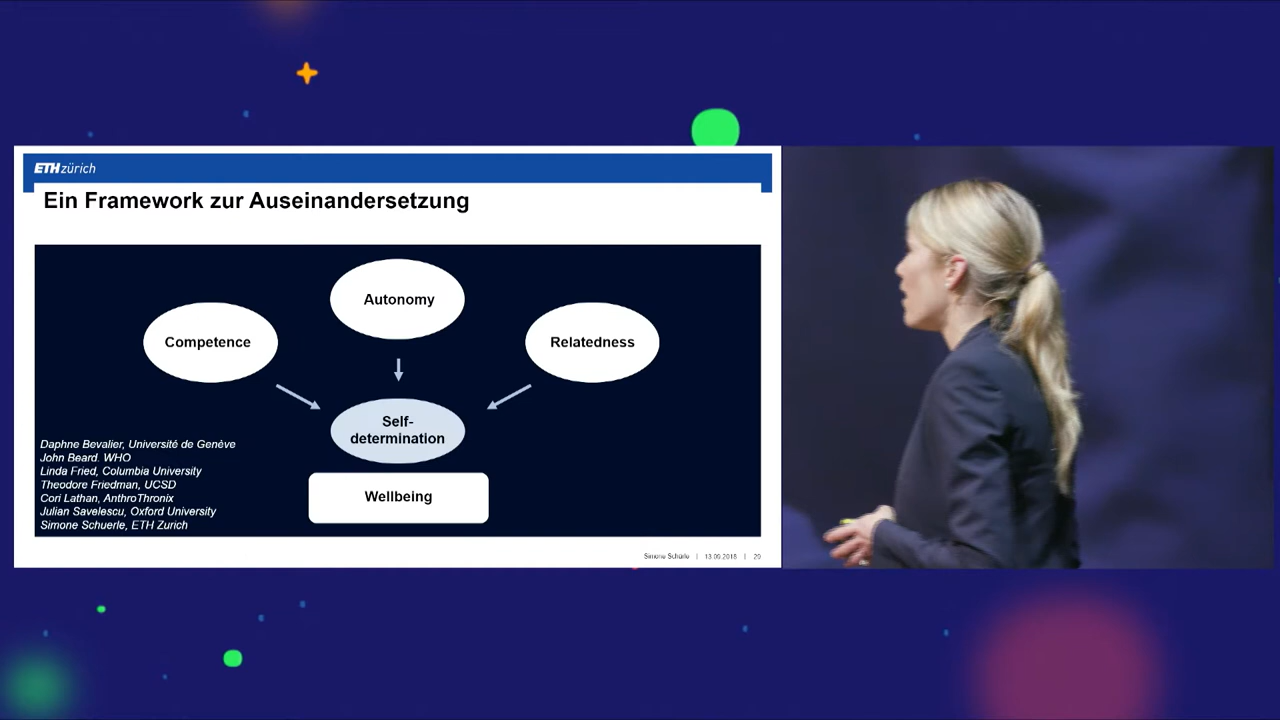 ETH zürich
Ein Framework zur Auseinandersetzung
Autonomy
Competence
Relatedness
Self-
determination
Wellbeing
Daphne Bevalier, Université de Genève
John Beard. WHO
Linda Fried, Columbia University
Theodore Friedman, UCSD
Cori Lathan, AnthroThronix
Julian Savelescu, Oxford University
Simone Schuerle, ETH Zurich
Simone Schürle | 13.09.2018 | 29